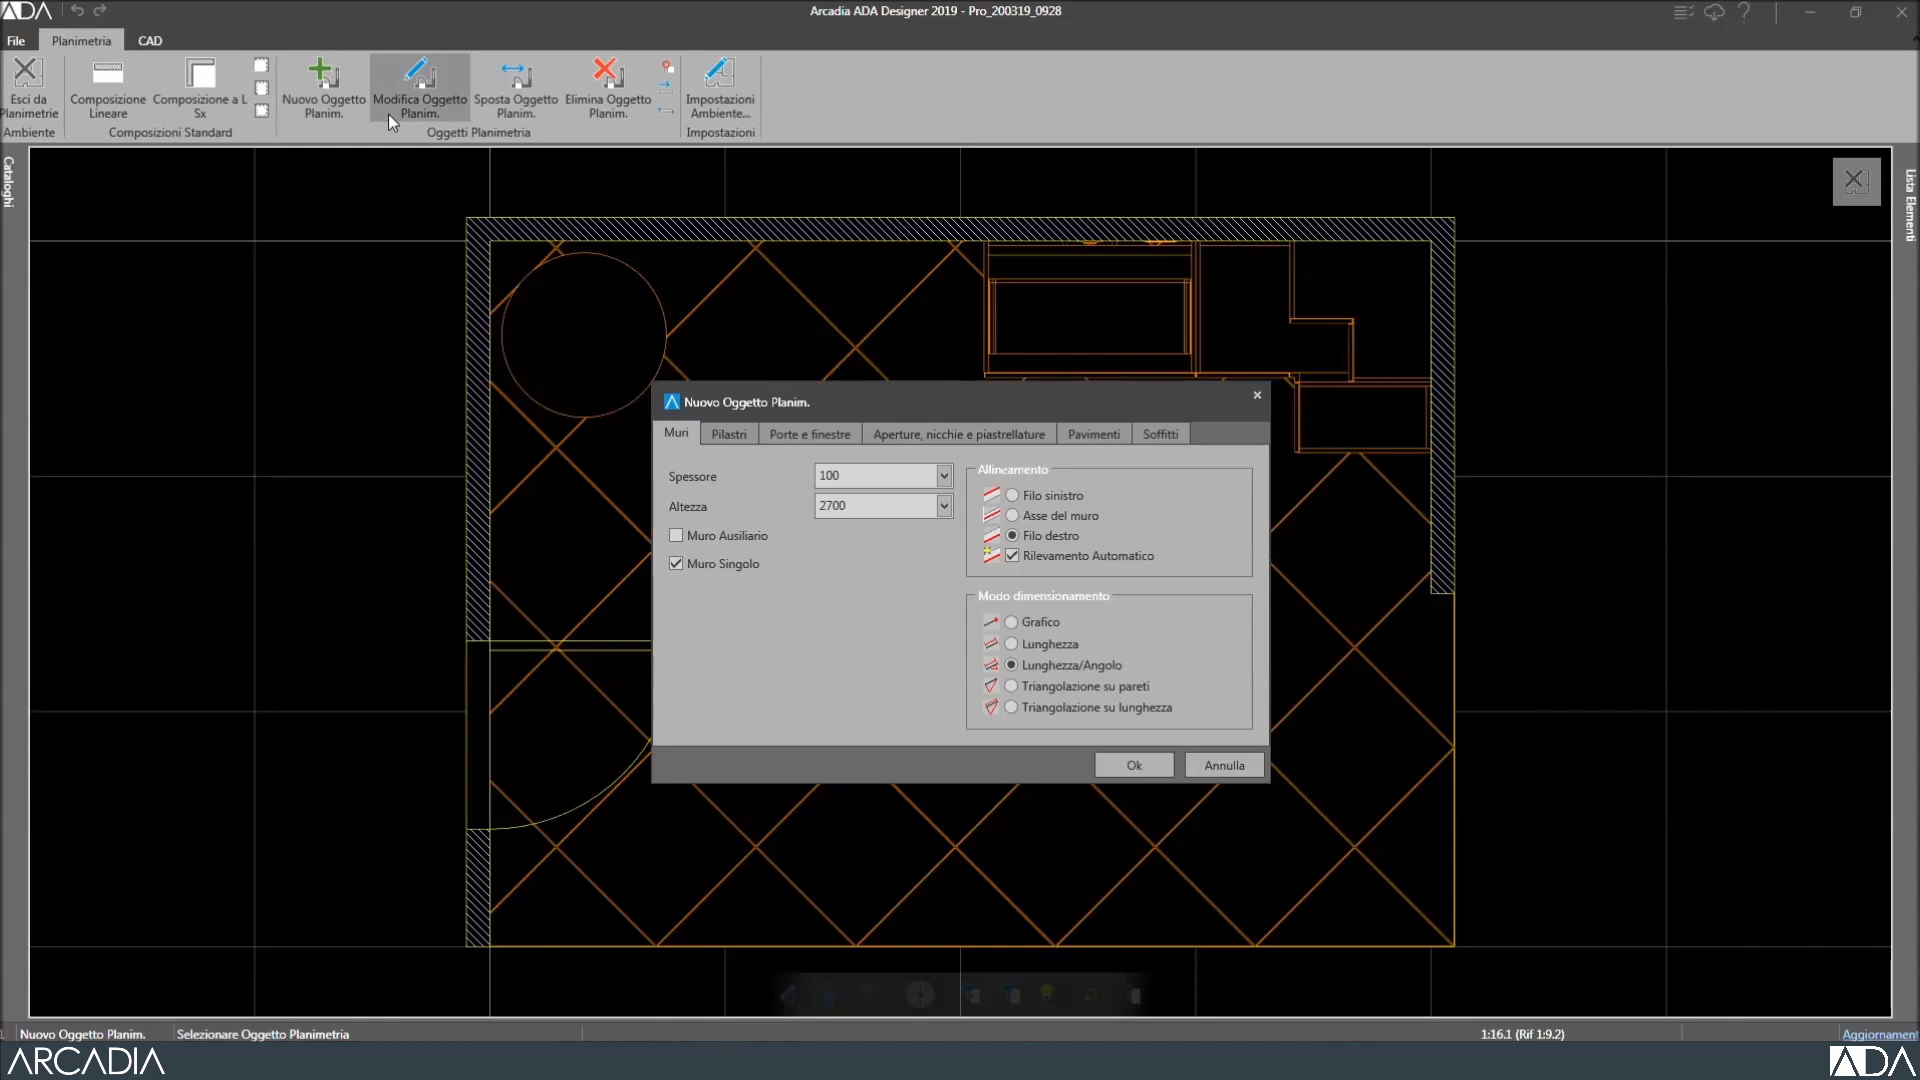 ADA
Arcadia ADA Designer 2019 - Pro_200319_0928
File
Planimetria
CAD
Esci da
Planimetrie
Composizione
Lineare
Composizione a L
Sx
Nuovo Oggetto
Planim.
Modifica Oggetto
Planim.
Sposta Oggetto
Planim.
Elimina Oggetto
Planim.
Impostazioni
Ambiente...
Ambiente
Composizioni Standard
Oggetti Planimetria
Impostazioni
Cataloghi
Lista Elementi
Nuovo Oggetto Planim.
Muri
Pilastri
Porte e finestre
Aperture, nicchie e piastrellature
Pavimenti
Soffitti
Spessore
100
Altezza
2700
Muro Ausiliario
Muro Singolo
Allineamento
Filo sinistro
Asse del muro
Filo destro
Rilevamento Automatico
Modo dimensionamento
Grafico
Lunghezza
Lunghezza/Angolo
Triangolazione su pareti
Triangolazione su lunghezza
Ok
Annulla
Nuovo Oggetto Planim.
Selezionare Oggetto Planimetria
1:16.1 (Rif 1:9.2)
Aggiornament
ARCADIA
ADA